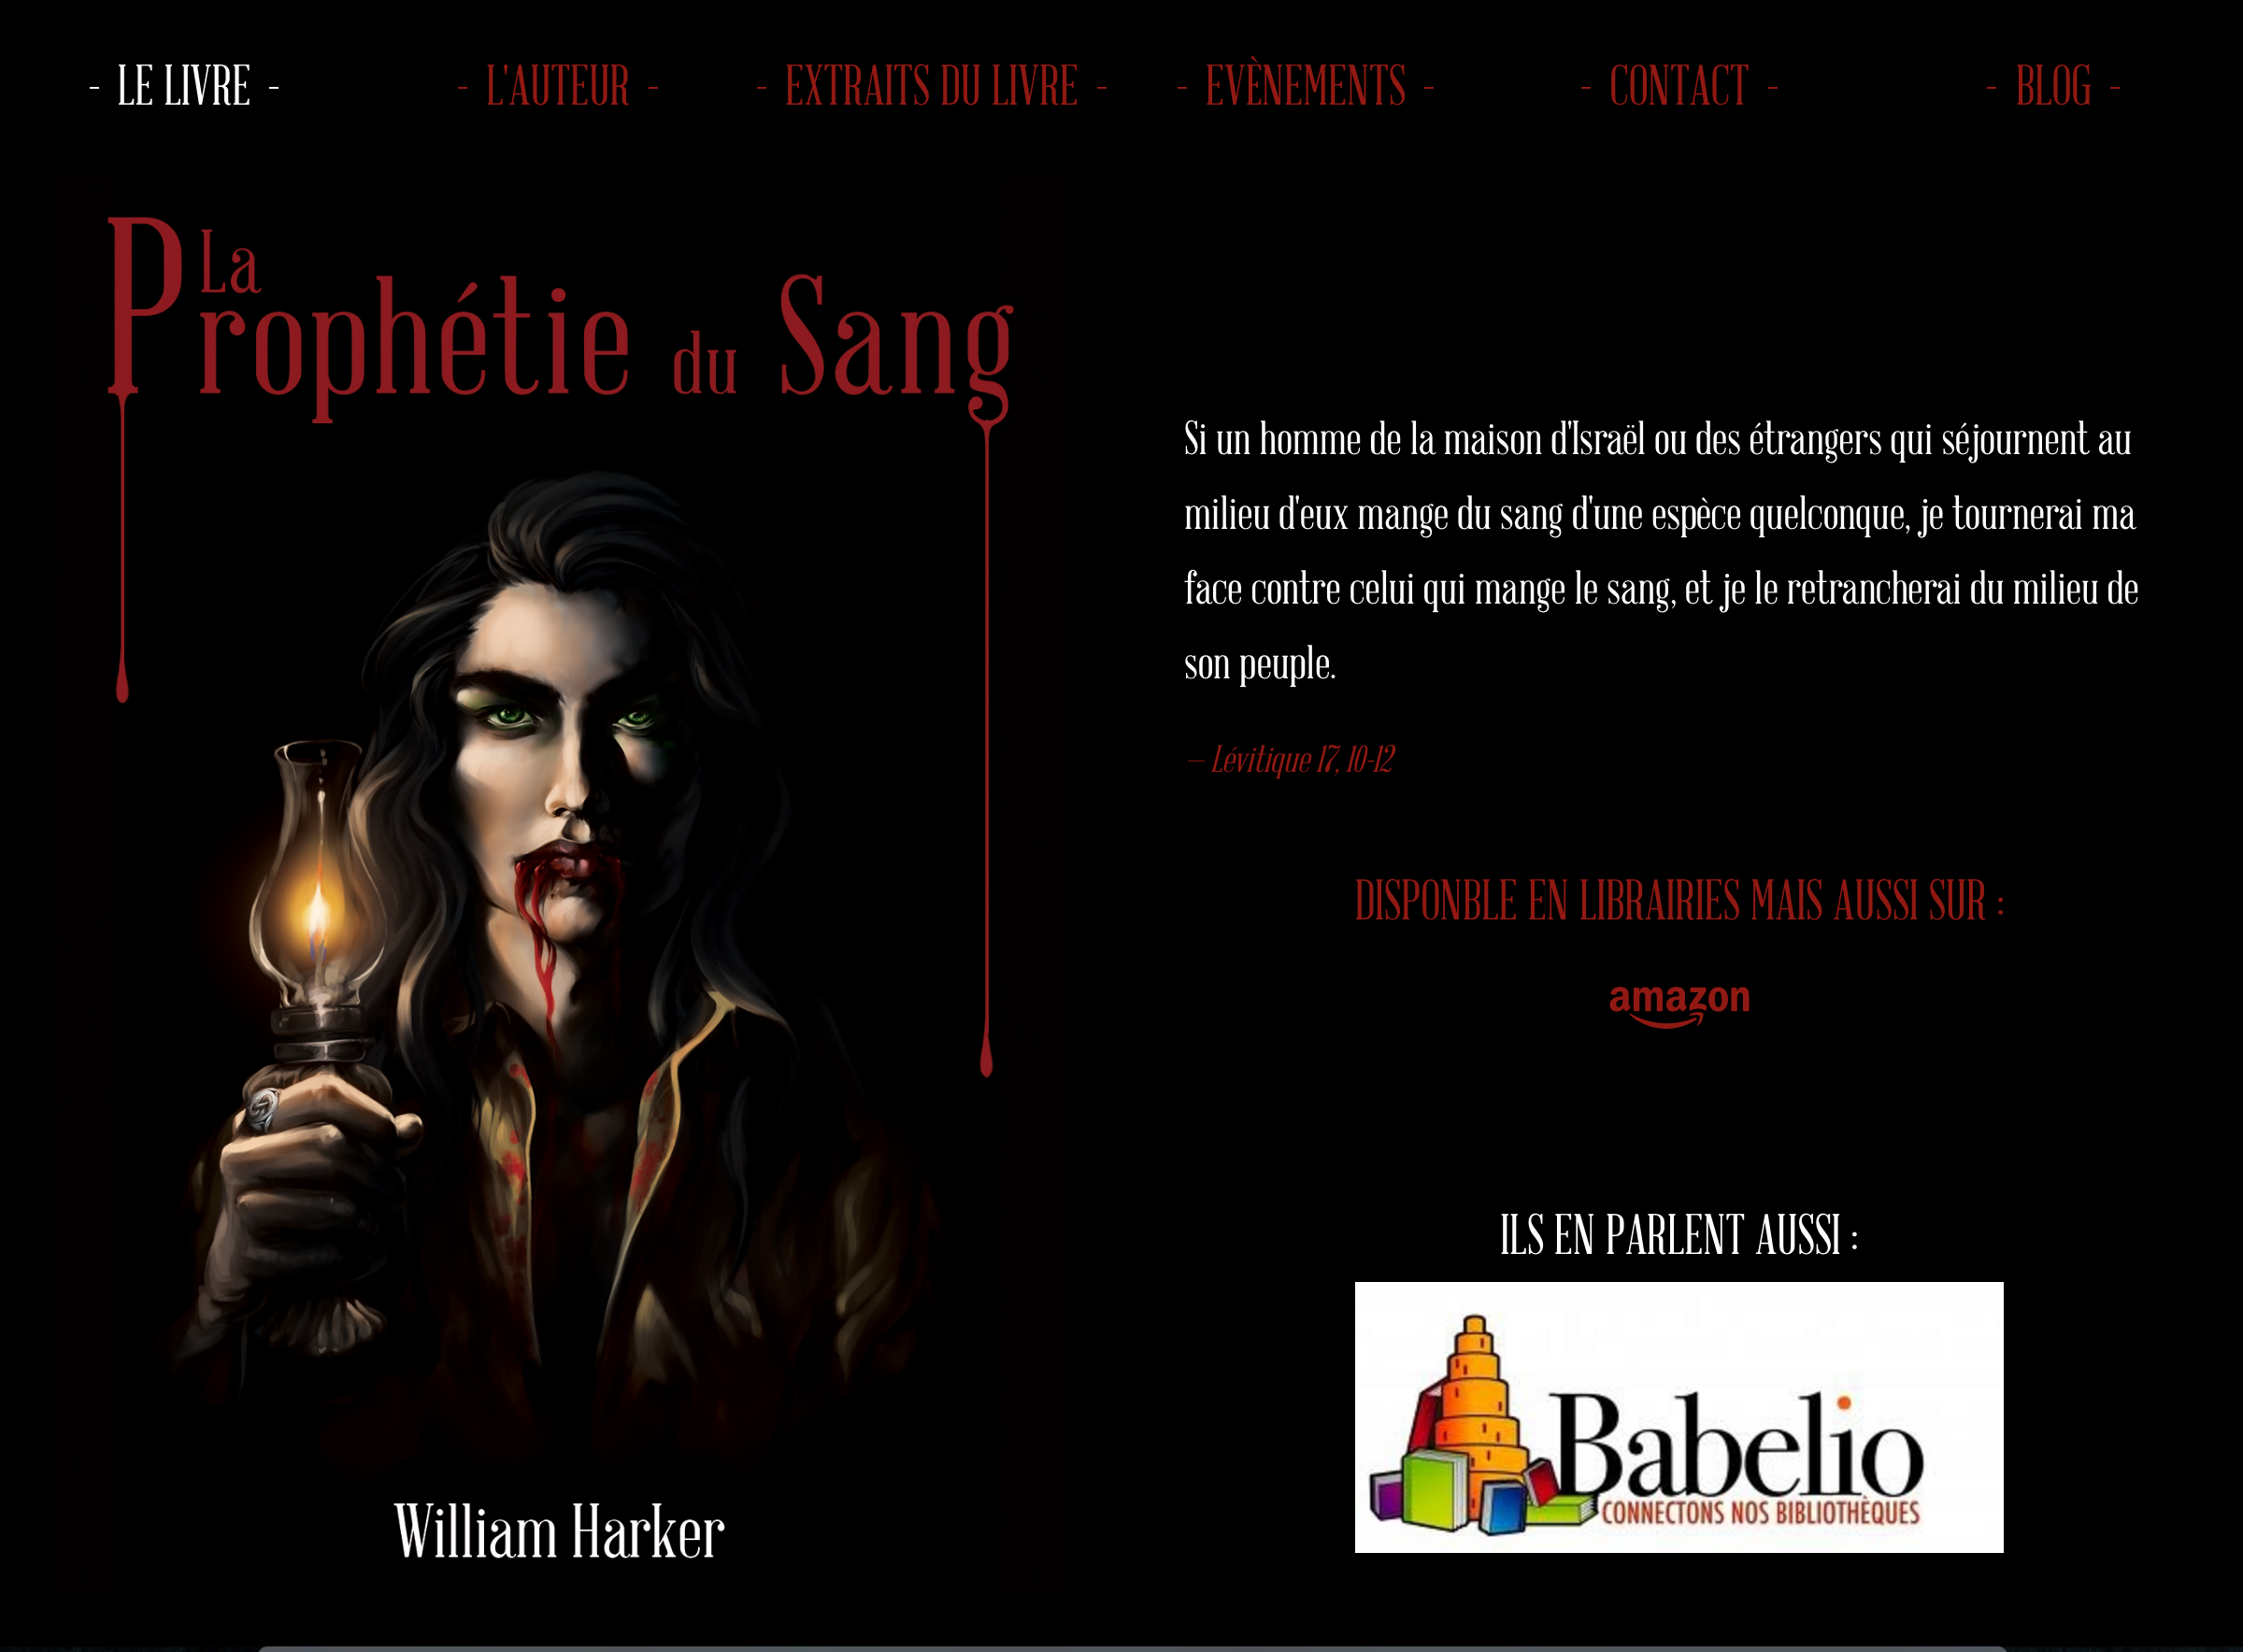 - LE LIVRE -
- L'AUTEUR -
- EXTRAITS DU LIVRE -
- EVÈNEMENTS -
- CONTACT -
- BLOG -
La
Prophétie du Sang
William Harker
Si un homme de la maison d'Israël ou des étrangers qui séjournent au
milieu d'eux mange du sang d'une espèce quelconque, je tournerai ma
face contre celui qui mange le sang, et je le retrancherai du milieu de
son peuple.
– Lévitique 17, 10-12
DISPONBLE EN LIBRAIRIES MAIS AUSSI SUR :
amazon
ILS EN PARLENT AUSSI :
Babelio
CONNECTONS NOS BIBLIOTHÈQUES